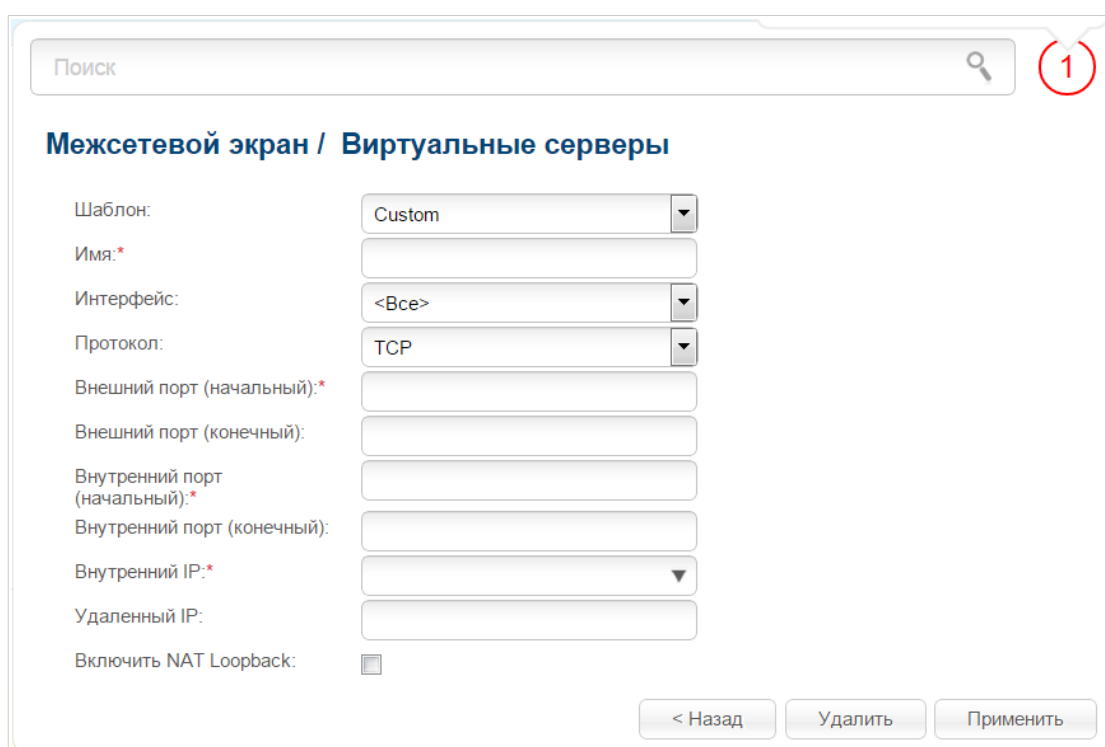 Поиск
1
Межсетевой экран / Виртуальные серверы
Шаблон:
Custom
Имя:*
Интерфейс:
<Все>
Протокол:
TCP
Внешний порт (начальный):*
Внешний порт (конечный):
Внутренний порт
(начальный):*
Внутренний порт (конечный):
Внутренний IP:*
Удаленный IP:
Включить NAT Loopback:
< Назад
Удалить
Применить